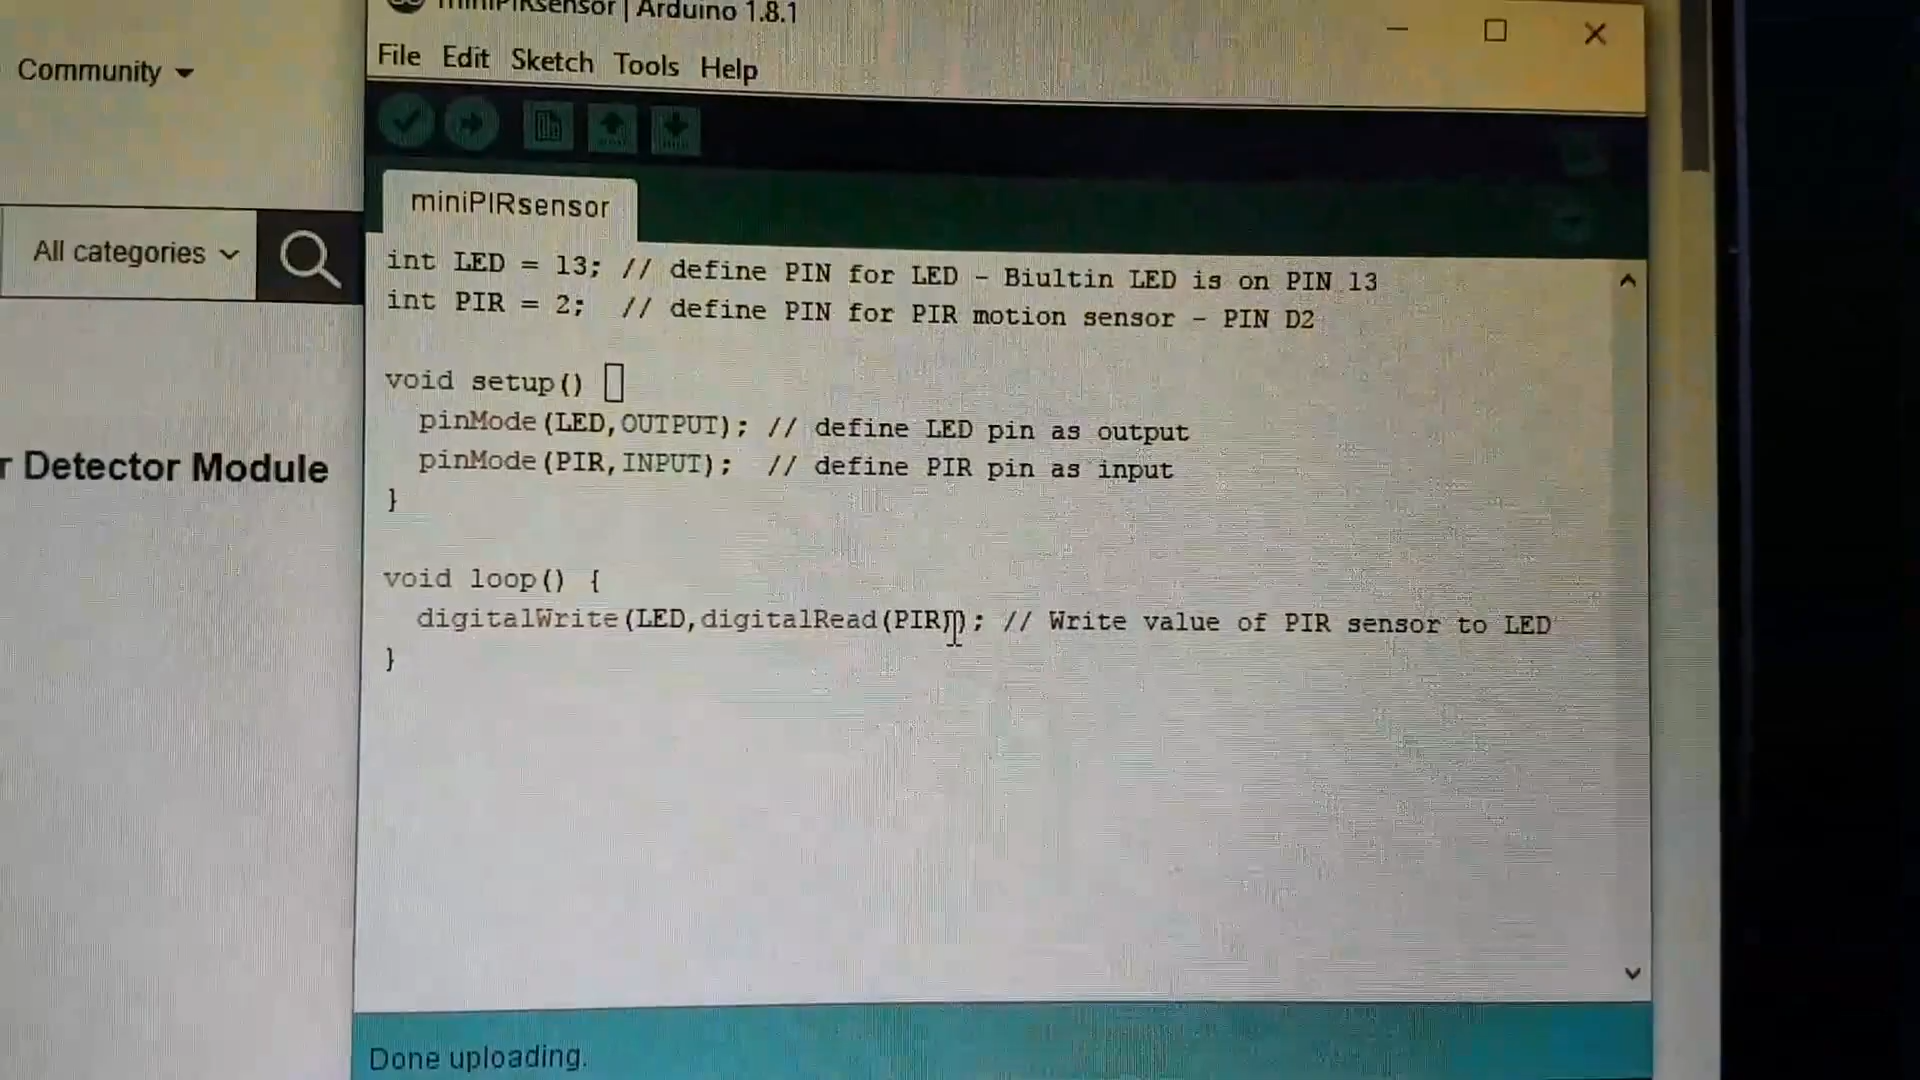 miniPIRsensor | Arduino 1.8.1
File Edit Sketch Tools Help
Community
All categories
r Detector Module
miniPIRsensor
int LED = 13; // define PIN for LED - Biultin LED is on PIN 13
int PIR = 2; // define PIN for PIR motion sensor - PIN D2
void setup()
pinMode(LED,OUTPUT); // define LED pin as output
pinMode(PIR,INPUT); // define PIR pin as input
}
void loop() {
digitalWrite(LED,digitalRead(PIR)); // Write value of PIR sensor to LED
}
Done uploading.